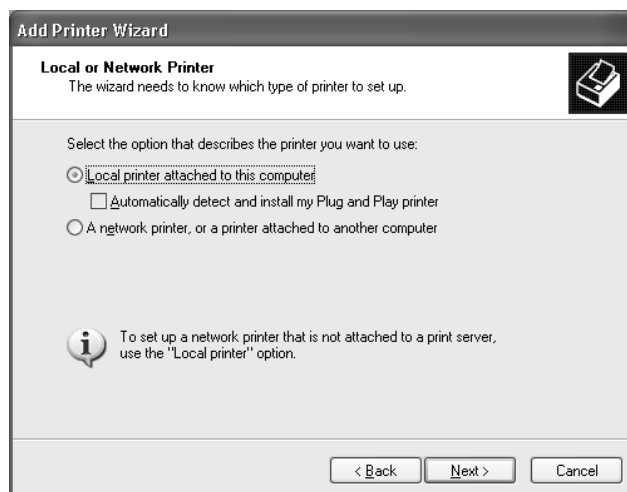 Add Printer Wizard
Local or Network Printer
The wizard needs to know which type of printer to set up.
Select the option that describes the printer you want to use:
Local printer attached to this computer
Automatically detect and install my Plug and Play printer
A network printer, or a printer attached to another computer
To set up a network printer that is not attached to a print server,
use the "Local printer" option.
< Back Next > Cancel